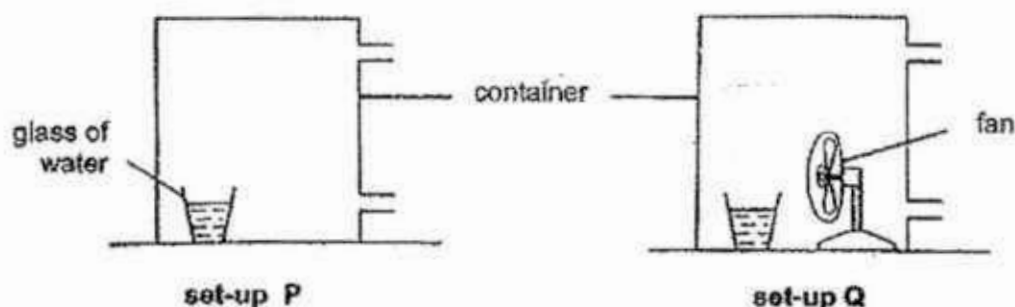 container
fan
glass of
water
set-up P
set-up Q